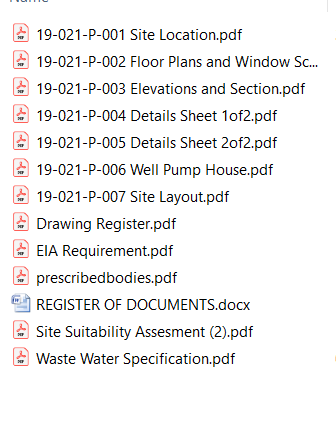 Name
19-021-P-001 Site Location.pdf
19-021-P-002 Floor Plans and Window Sc...
19-021-P-003 Elevations and Section.pdf
19-021-P-004 Details Sheet 1of2.pdf
19-021-P-005 Details Sheet 2of2.pdf
19-021-P-006 Well Pump House.pdf
19-021-P-007 Site Layout.pdf
Drawing Register.pdf
EIA Requirement.pdf
prescribedbodies.pdf
REGISTER OF DOCUMENTS.docx
Site Suitability Assesment (2).pdf
Waste Water Specification.pdf